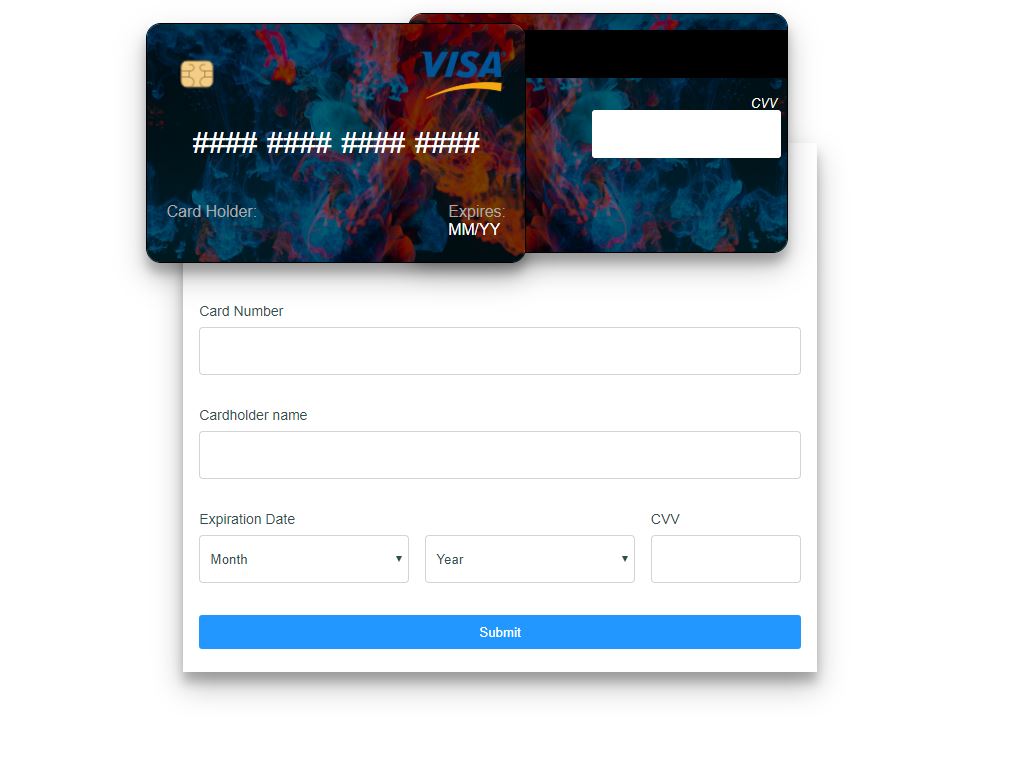 VISA
CVV
#### #### #### ####
Card Holder:
Expires:
MM/YY
Card Number
Cardholder name
Expiration Date
CVV
Month
Year
Submit